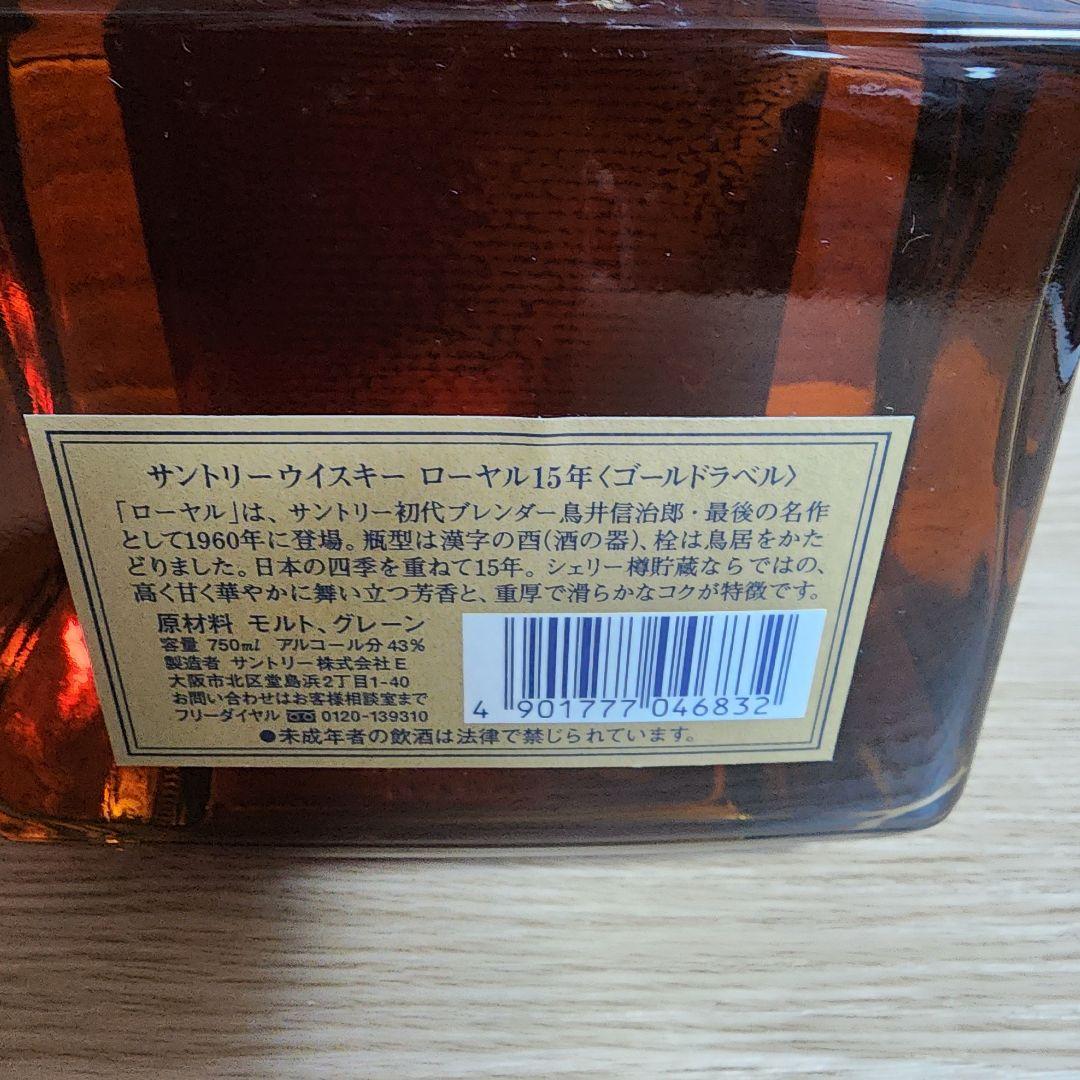 サントリーウイスキー ローヤル15年〈ゴールドラベル〉
「ローヤル」は、サントリー初代ブレンダー鳥井信治郎・最後の名作
として1960年に登場。瓶型は漢字の酉(酒の器)、栓は鳥居をかた
どりました。日本の四季を重ねて15年。シェリー樽貯蔵ならではの、
高く甘く華やかに舞い立つ芳香と、重厚で滑らかなコクが特徴です。
原材料 モルト、グレーン
容量 750ml アルコール分 43%
製造者 サントリー株式会社E
大阪市北区堂島浜2丁目1-40
お問い合わせはお客様相談室まで
フリーダイヤル 0120-139310
4 901777 046832
●未成年者の飲酒は法律で禁じられています。